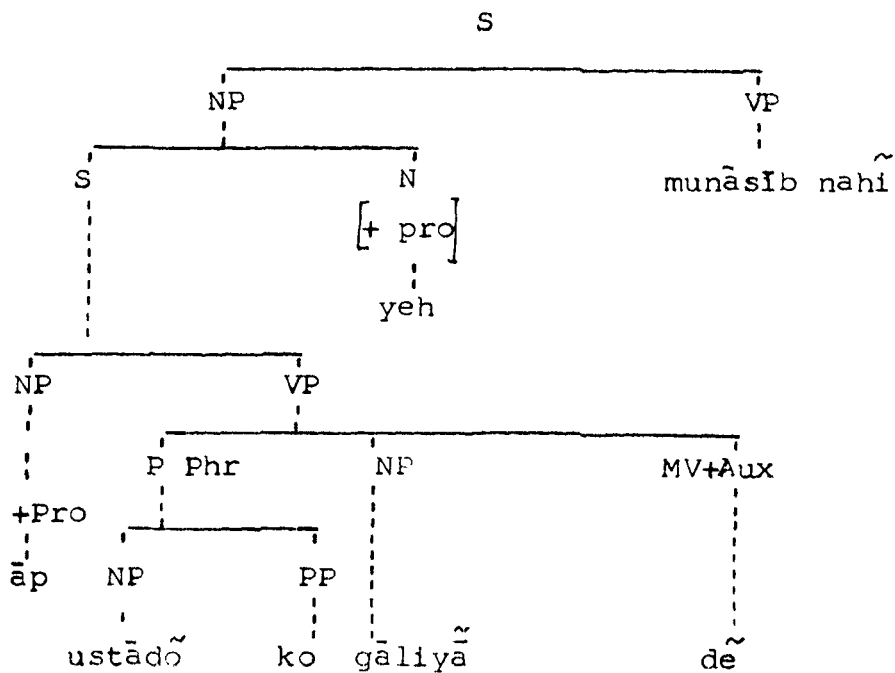 S
NP VP
S N munāsIb nahĩ
[+ pro]
yeh
NP VP
P Phr NP MV+Aux
+Pro
āp NP PP
ustādõ ko gāliyā̃ dẽ